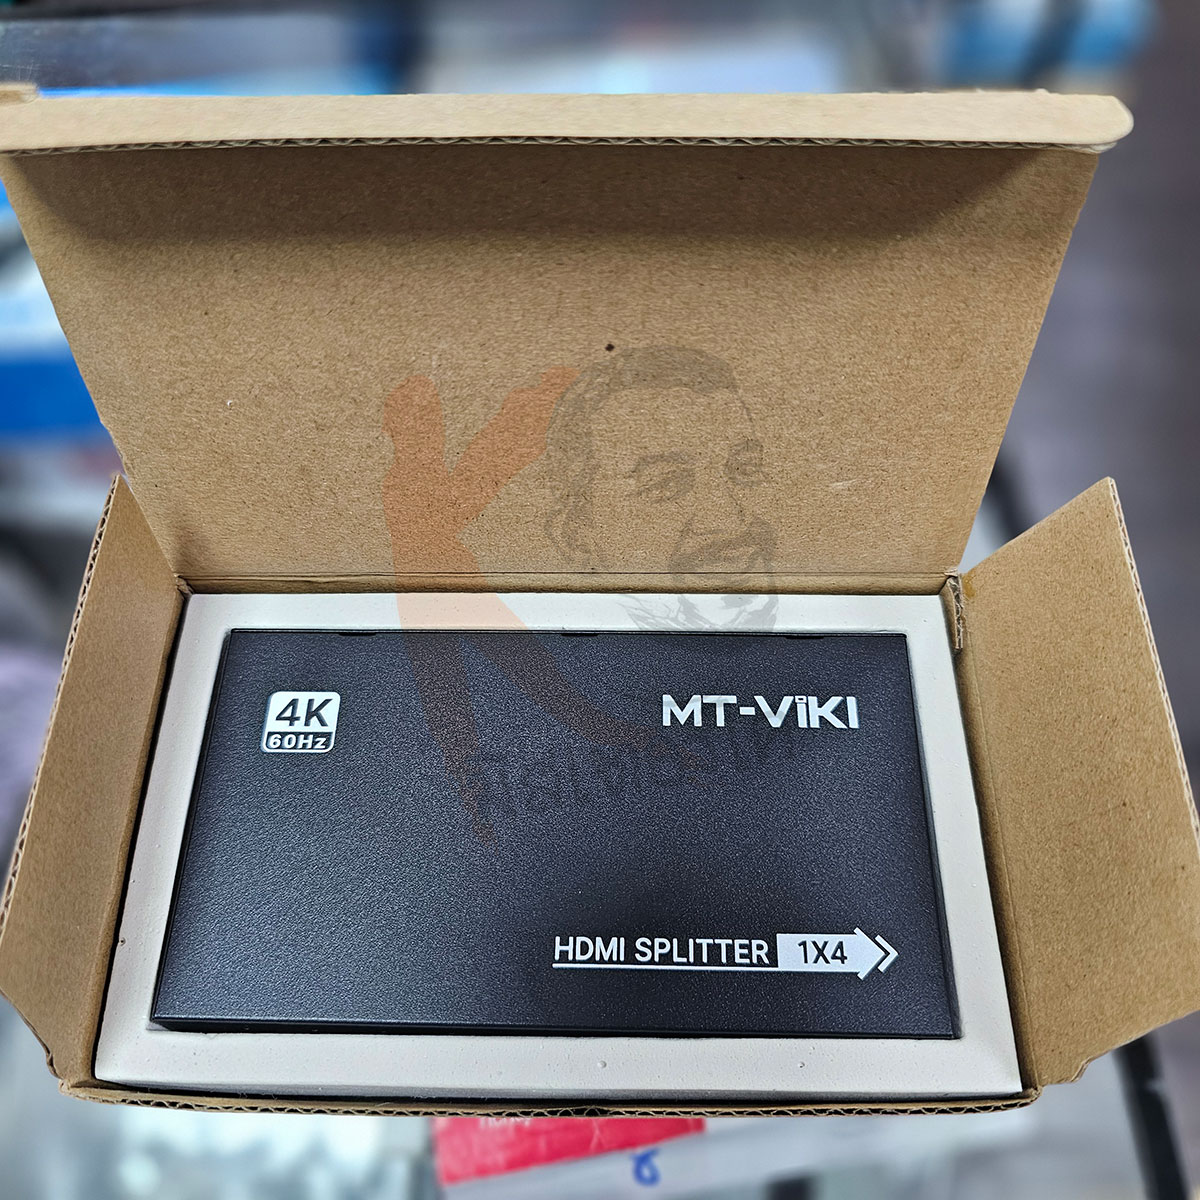 4K
MT-ViKI
60Hz
HDMI SPLITTER 1X4